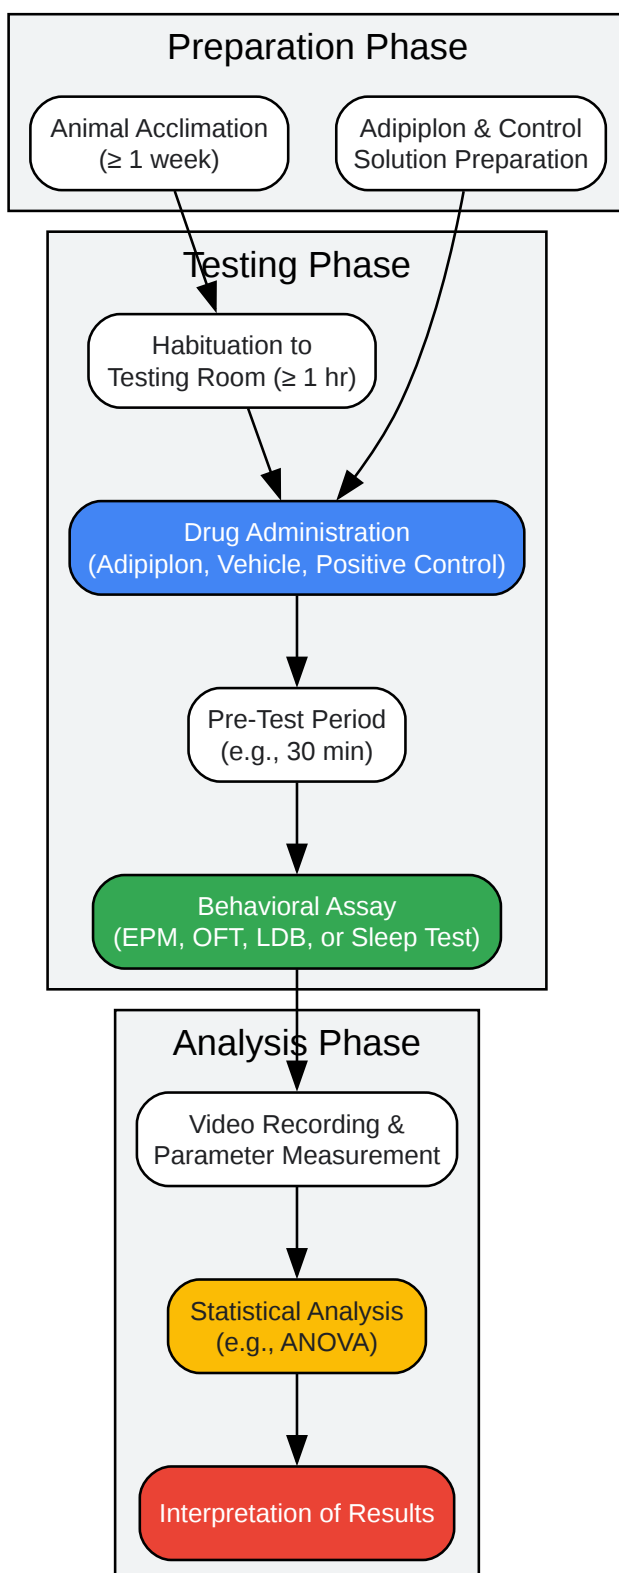 Preparation Phase
Animal Acclimation
(≥ 1 week)
Adipiplon & Control
Solution Preparation
Testing Phase
Habituation to
Testing Room (≥ 1 hr)
Drug Administration
(Adipiplon, Vehicle, Positive Control)
Pre-Test Period
(e.g., 30 min)
Behavioral Assay
(EPM, OFT, LDB, or Sleep Test)
Analysis Phase
Video Recording &
Parameter Measurement
Statistical Analysis
(e.g., ANOVA)
Interpretation of Results